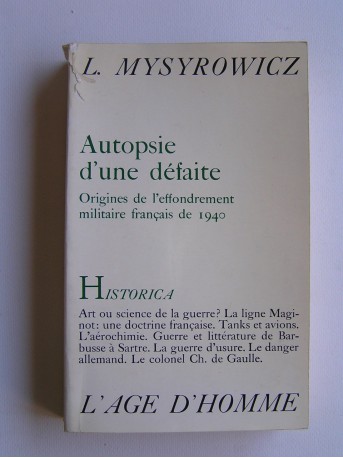 L. MYSYROWICZ
Autopsie
d'une défaite
Origines de l'effondrement
militaire français de 1940
HISTORICA
Art ou science de la guerre? La ligne Magi-
not: une doctrine française. Tanks et avions.
L'aérochimie. Guerre et littérature de Bar-
busse à Sartre. La guerre d'usure. Le danger
allemand. Le colonel Ch. de Gaulle.
L'AGE D'HOMME